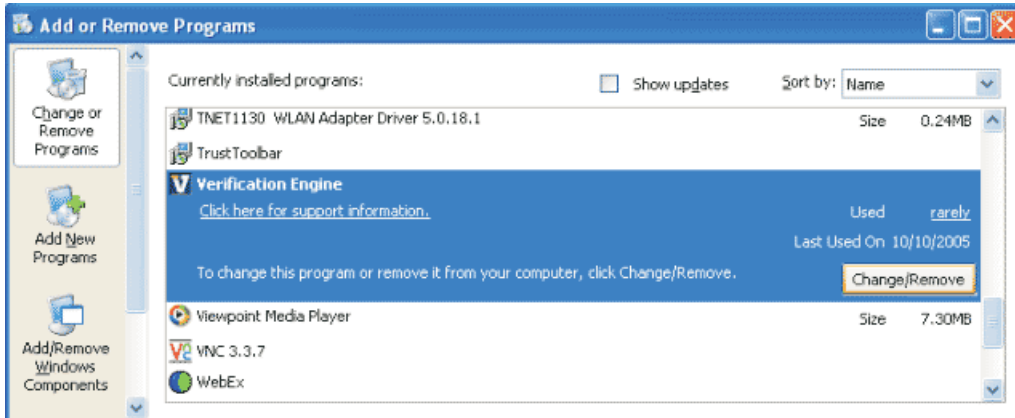 Add or Remove Programs
Change or
Remove
Programs
Add New
Programs
Add/Remove
Windows
Components
Currently installed programs:
Show updates
Sort by: Name
TNET1130 WLAN Adapter Driver 5.0.18.1 Size 0.24MB
TrustToolbar
Verification Engine
Click here for support information.
Used rarely
Last Used On 10/10/2005
To change this program or remove it from your computer, click Change/Remove.
Change/Remove
Viewpoint Media Player Size 7.30MB
VNC 3.3.7
WebEx